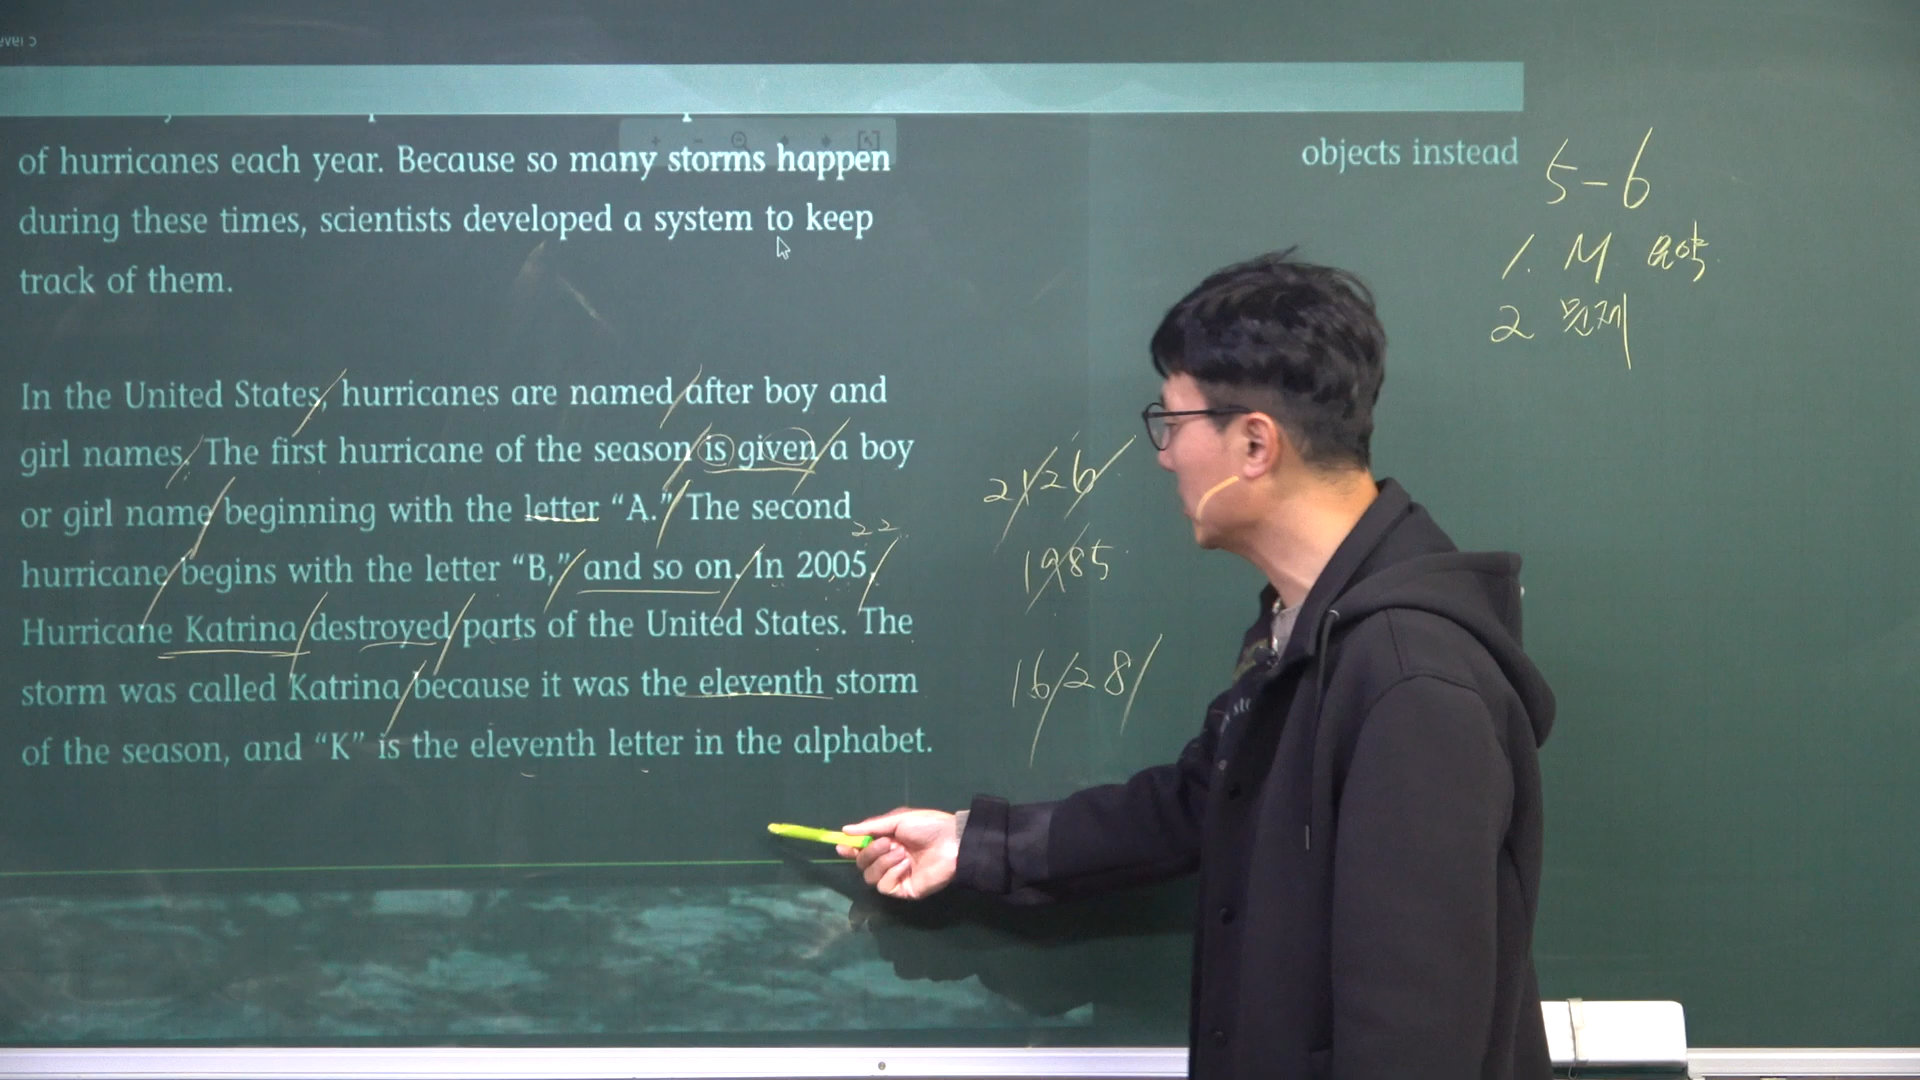 of hurricanes each year. Because so many storms happen
during these times, scientists developed a system to keep
track of them.
In the United States, hurricanes are named after boy and
girl names. The first hurricane of the season is given a boy
or girl name beginning with the letter “A.” The second
22
hurricane begins with the letter “B,” and so on. In 2005,
Hurricane Katrina destroyed parts of the United States. The
storm was called Katrina because it was the eleventh storm
of the season, and “K” is the eleventh letter in the alphabet.
objects instead
5-6
1. M 요약
2 문제
21/26/
1985
16/28/